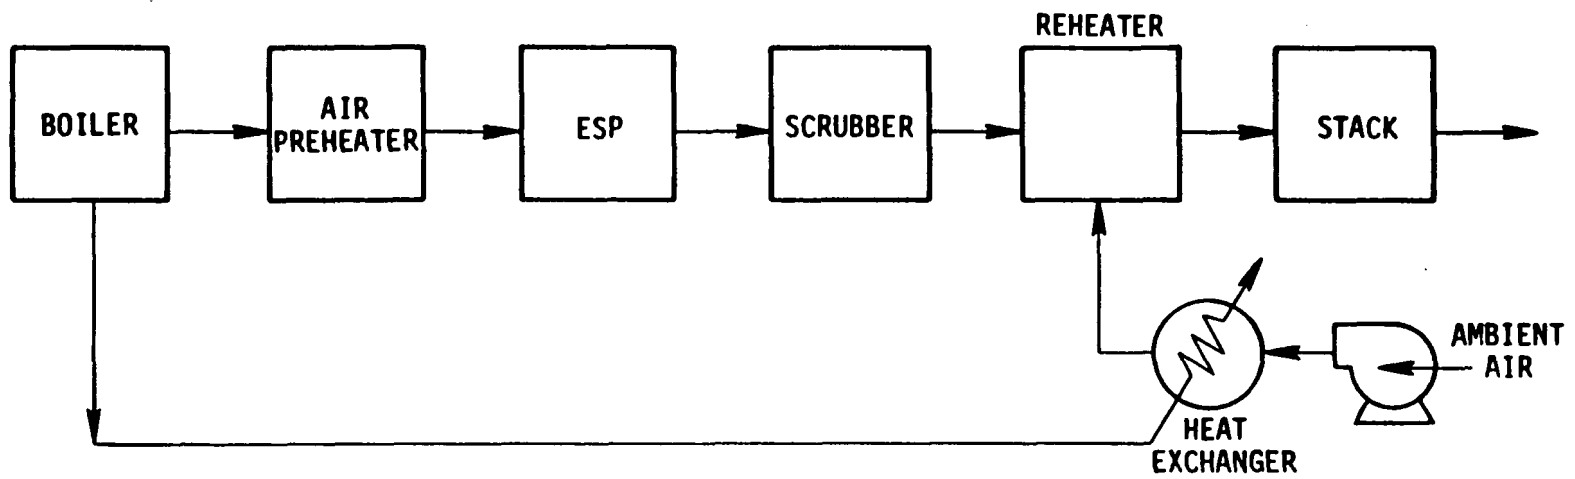 REHEATER
BOILER
AIR
PREHEATER
ESP
SCRUBBER
STACK
AMBIENT
AIR
HEAT
EXCHANGER